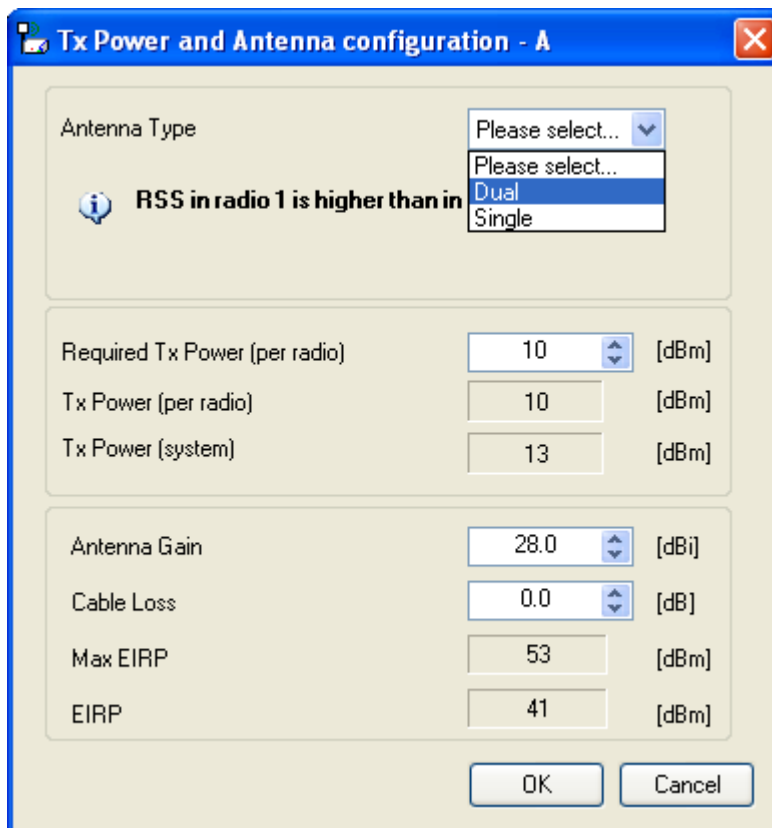 Tx Power and Antenna configuration - A
Antenna Type
Please select...
Please select...
Dual
Single
RSS in radio 1 is higher than in
Required Tx Power (per radio) 10 [dBm]
Tx Power (per radio) 10 [dBm]
Tx Power (system) 13 [dBm]
Antenna Gain 28.0 [dBi]
Cable Loss 0.0 [dB]
Max EIRP 53 [dBm]
EIRP 41 [dBm]
OK Cancel